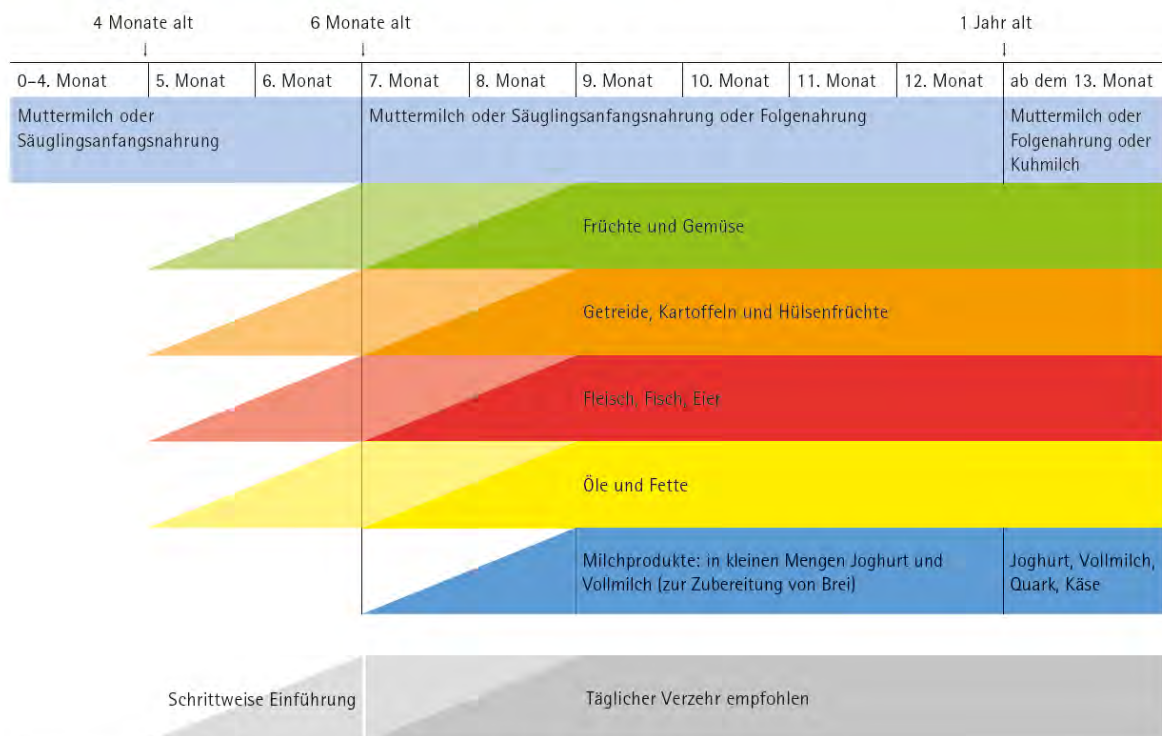 4 Monate alt
6 Monate alt
1 Jahr alt
0–4. Monat
5. Monat
6. Monat
7. Monat
8. Monat
9. Monat
10. Monat
11. Monat
12. Monat
ab dem 13. Monat
Muttermilch oder
Säuglingsanfangsnahrung
Muttermilch oder Säuglingsanfangsnahrung oder Folgenahrung
Muttermilch oder
Folgenahrung oder
Kuhmilch
Früchte und Gemüse
Getreide, Kartoffeln und Hülsenfrüchte
Fleisch, Fisch, Eier
Öle und Fette
Milchprodukte: in kleinen Mengen Joghurt und
Vollmilch (zur Zubereitung von Brei)
Joghurt, Vollmilch,
Quark, Käse
Schrittweise Einführung
Täglicher Verzehr empfohlen